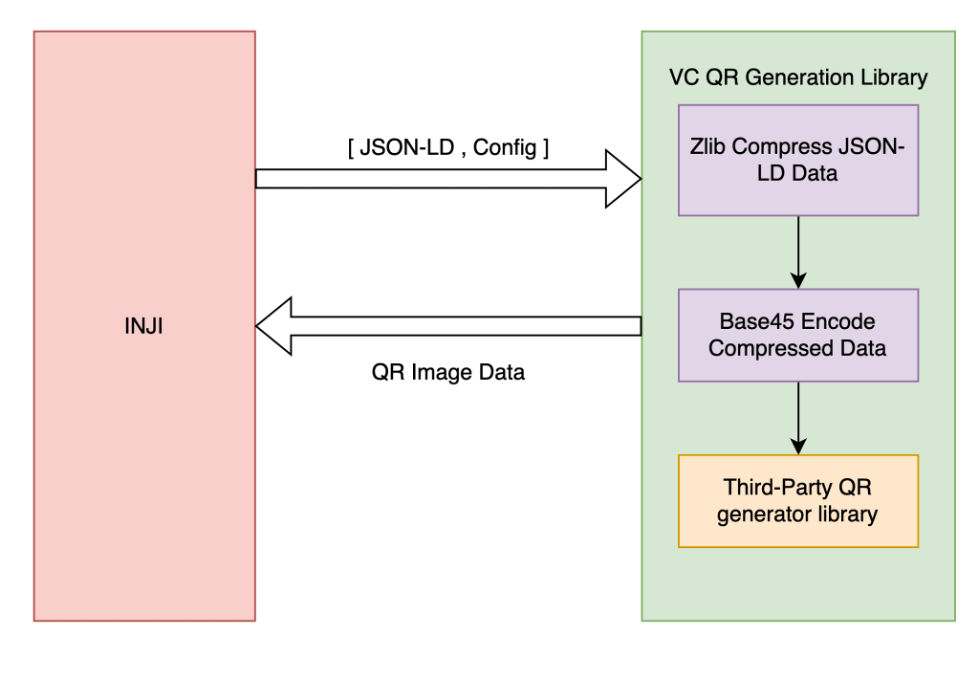 VC QR Generation Library
[ JSON-LD , Config ]
Zlib Compress JSON-
LD Data
INJI
Base45 Encode
Compressed Data
QR Image Data
Third-Party QR
generator library